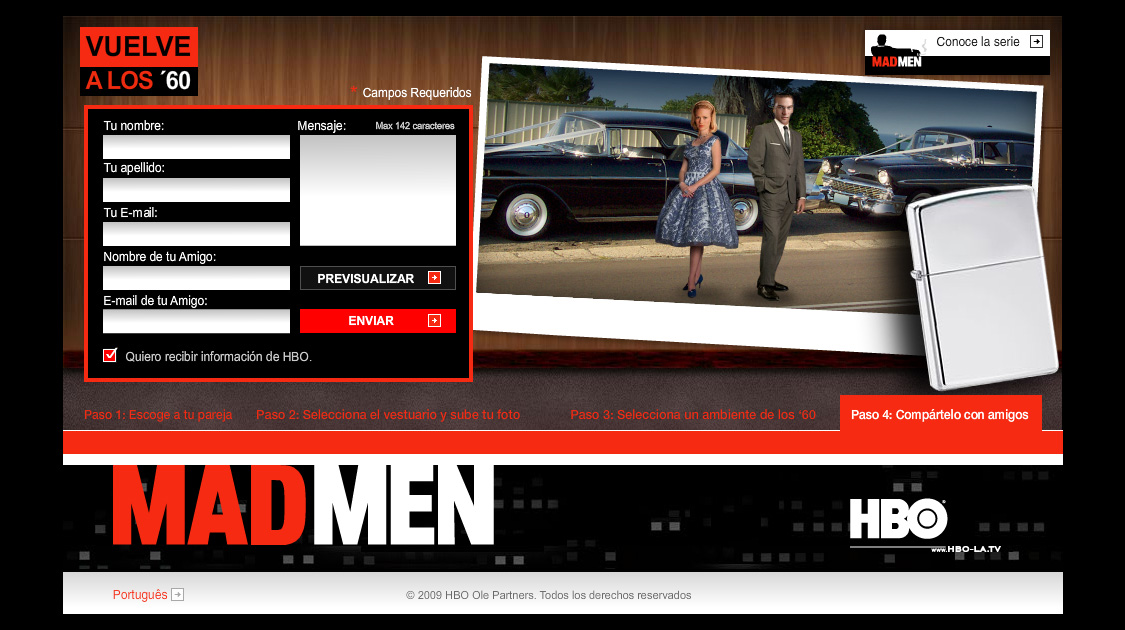 VUELVE
A LOS ´60
Conoce la serie
MADMEN
* Campos Requeridos
Tu nombre:
Mensaje:
Max 142 caracteres
Tu apellido:
Tu E-mail:
Nombre de tu Amigo:
PREVISUALIZAR
E-mail de tu Amigo:
ENVIAR
Quiero recibir información de HBO.
Paso 1: Escoge a tu pareja
Paso 2: Selecciona el vestuario y sube tu foto
Paso 3: Selecciona un ambiente de los '60
Paso 4: Compártelo con amigos
MADMEN
HBO
www.HBO-LA.TV
Português
© 2009 HBO Ole Partners. Todos los derechos reservados